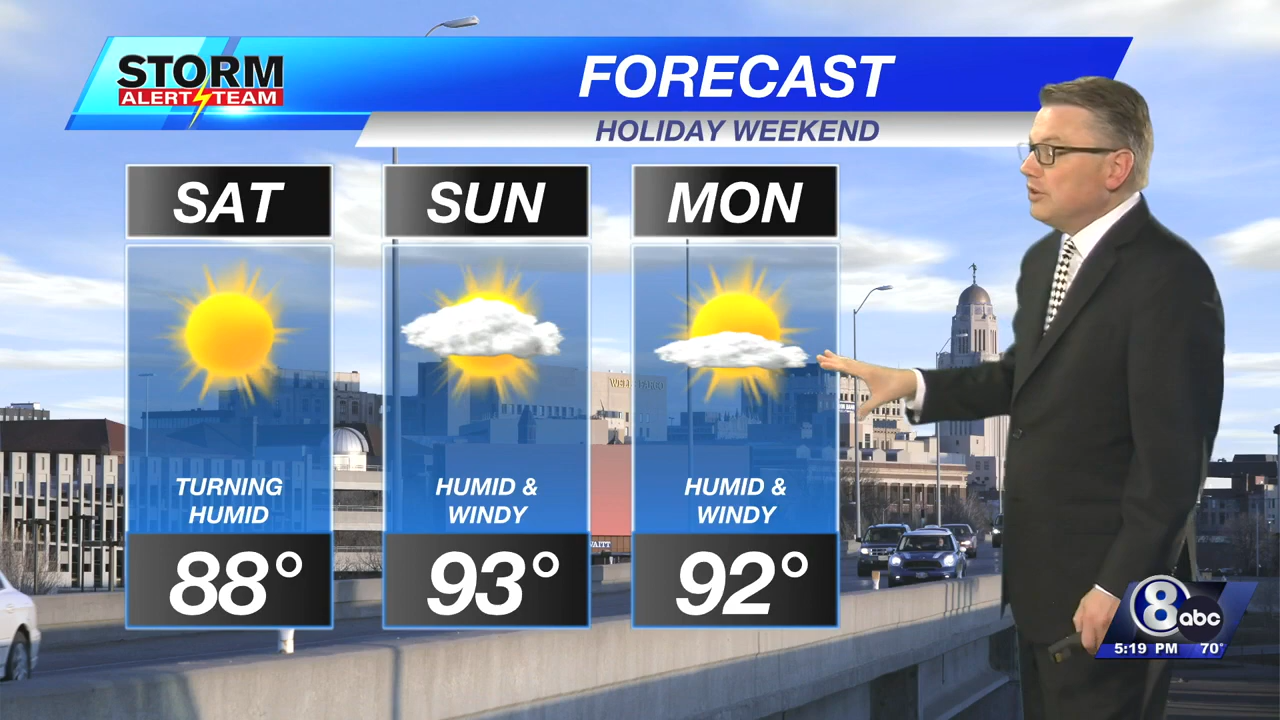 STORM
ALERT TEAM
FORECAST
HOLIDAY WEEKEND
SAT
SUN
MON
TURNING
HUMID
HUMID &
WINDY
HUMID &
WINDY
88°
93°
92°
8 abc
5:19 PM 70°